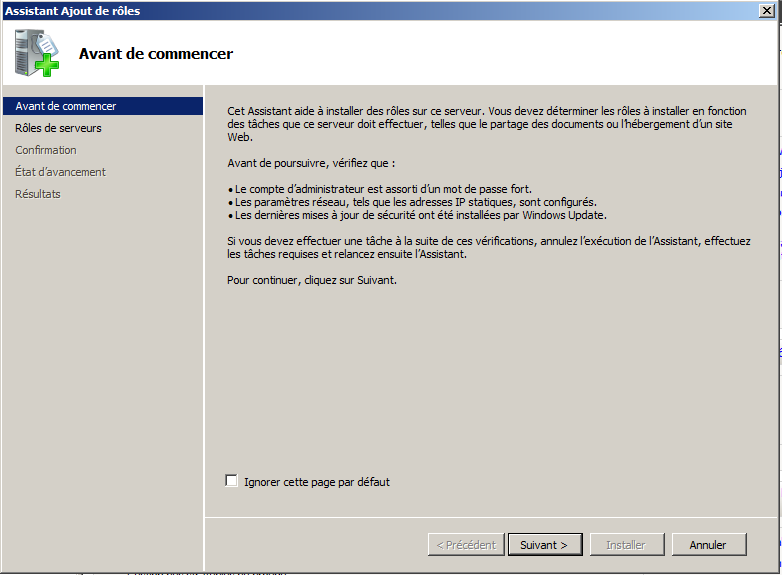 Assistant Ajout de rôles
Avant de commencer
Avant de commencer
Rôles de serveurs
Confirmation
État d'avancement
Résultats
Cet Assistant aide à installer des rôles sur ce serveur. Vous devez déterminer les rôles à installer en fonction
des tâches que ce serveur doit effectuer, telles que le partage des documents ou l'hébergement d'un site
Web.
Avant de poursuivre, vérifiez que :
• Le compte d'administrateur est assorti d'un mot de passe fort.
• Les paramètres réseau, tels que les adresses IP statiques, sont configurés.
• Les dernières mises à jour de sécurité ont été installées par Windows Update.
Si vous devez effectuer une tâche à la suite de ces vérifications, annulez l'exécution de l'Assistant, effectuez
les tâches requises et relancez ensuite l'Assistant.
Pour continuer, cliquez sur Suivant.
Ignorer cette page par défaut
< Précédent Suivant > Installer Annuler